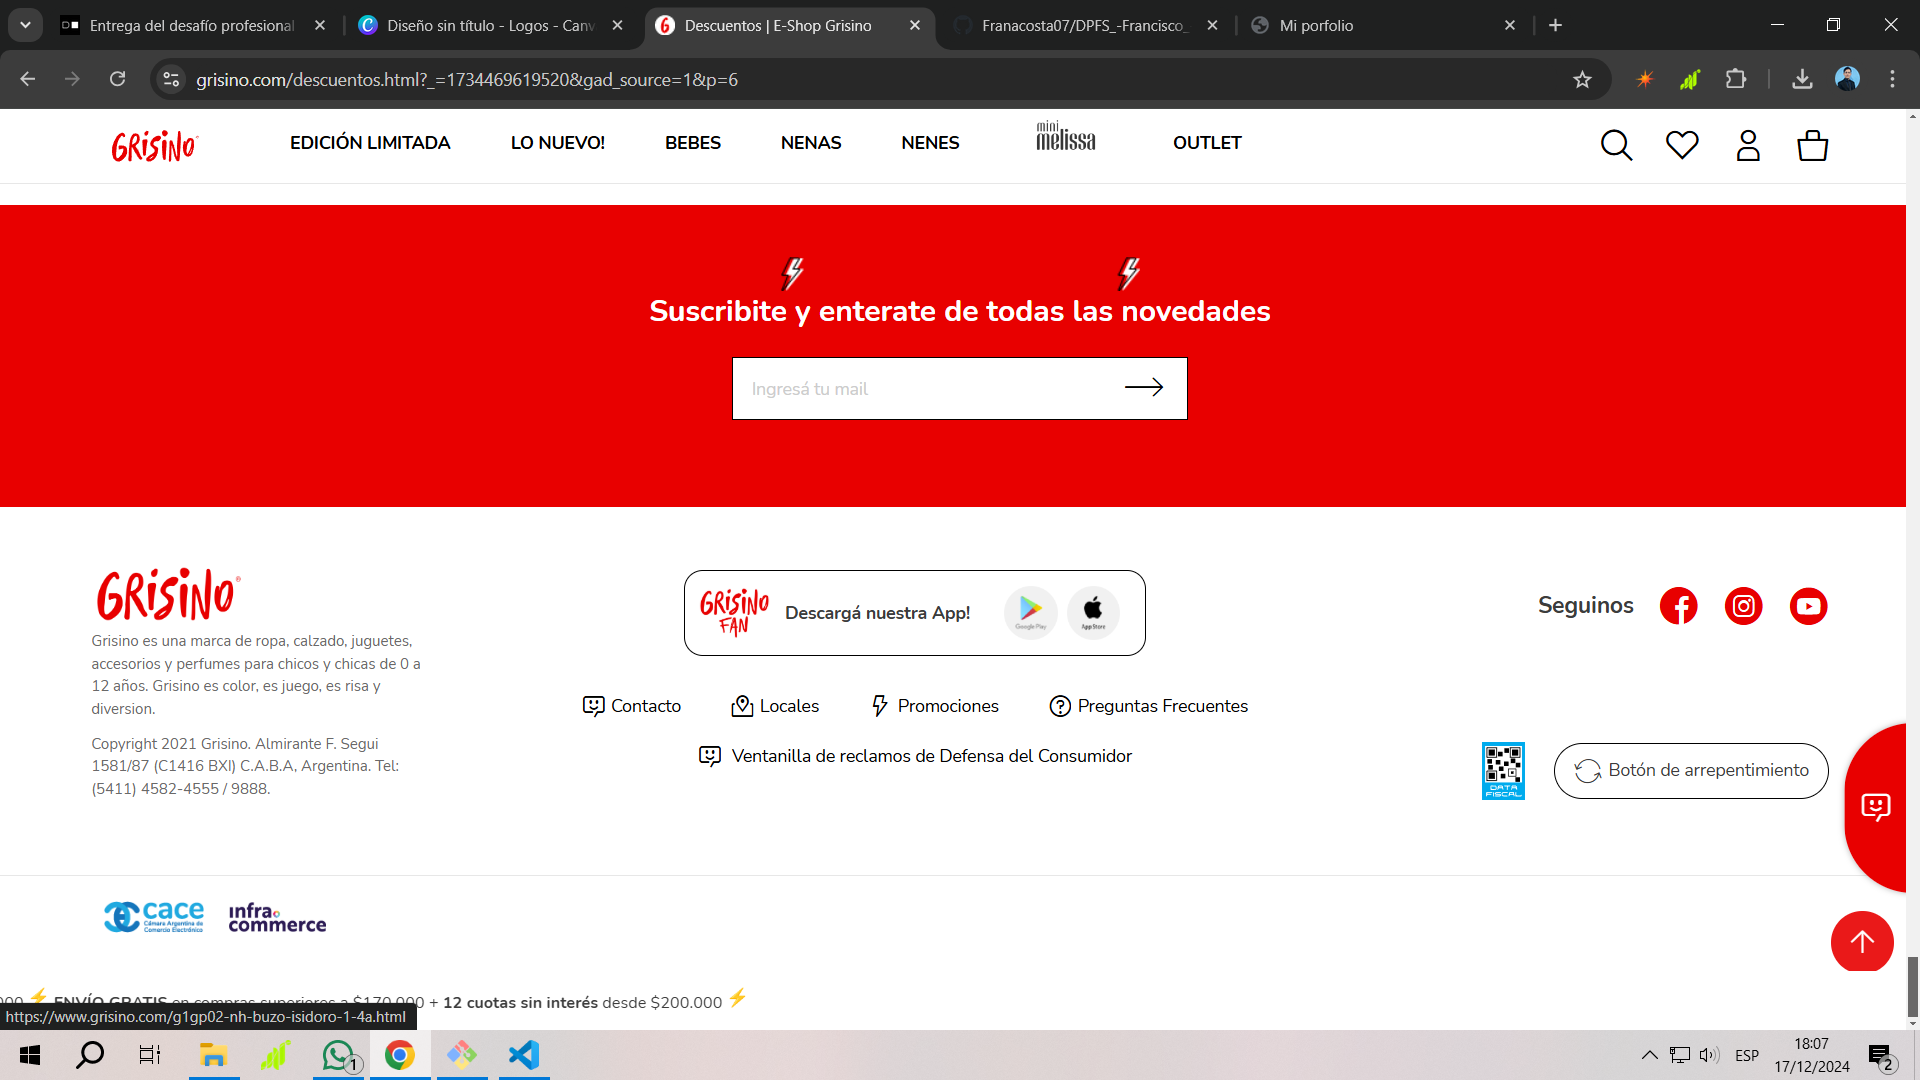 Entrega del desafío profesional
Diseño sin título - Logos - Canv
Descuentos | E-Shop Grisino
Franacosta07/DPFS_-Francisco_
Mi porfolio
grisino.com/descuentos.html?_=1734469619520&gad_source=1&p=6
GRISINO
EDICIÓN LIMITADA
LO NUEVO!
BEBES
NENAS
NENES
mini melissa
OUTLET
Suscribite y enterate de todas las novedades
Ingresá tu mail
GRISINO
Grisino es una marca de ropa, calzado, juguetes,
accesorios y perfumes para chicos y chicas de 0 a
12 años. Grisino es color, es juego, es risa y
diversion.
Copyright 2021 Grisino. Almirante F. Segui
1581/87 (C1416 BXI) C.A.B.A, Argentina. Tel:
(5411) 4582-4555 / 9888.
GRISINO FAN
Descargá nuestra App!
Google Play
App Store
Contacto
Locales
Promociones
Preguntas Frecuentes
Ventanilla de reclamos de Defensa del Consumidor
Seguinos
DATA FISCAL
Botón de arrepentimiento
cace
Cámara Argentina de
Comercio Electrónico
infra commerce
000 ⚡ ENVÍO GRATIS en compras superiores a $170.000 + 12 cuotas sin interés desde $200.000 ⚡
https://www.grisino.com/g1gp02-nh-buzo-isidoro-1-4a.html
1
ESP
18:07
17/12/2024
2